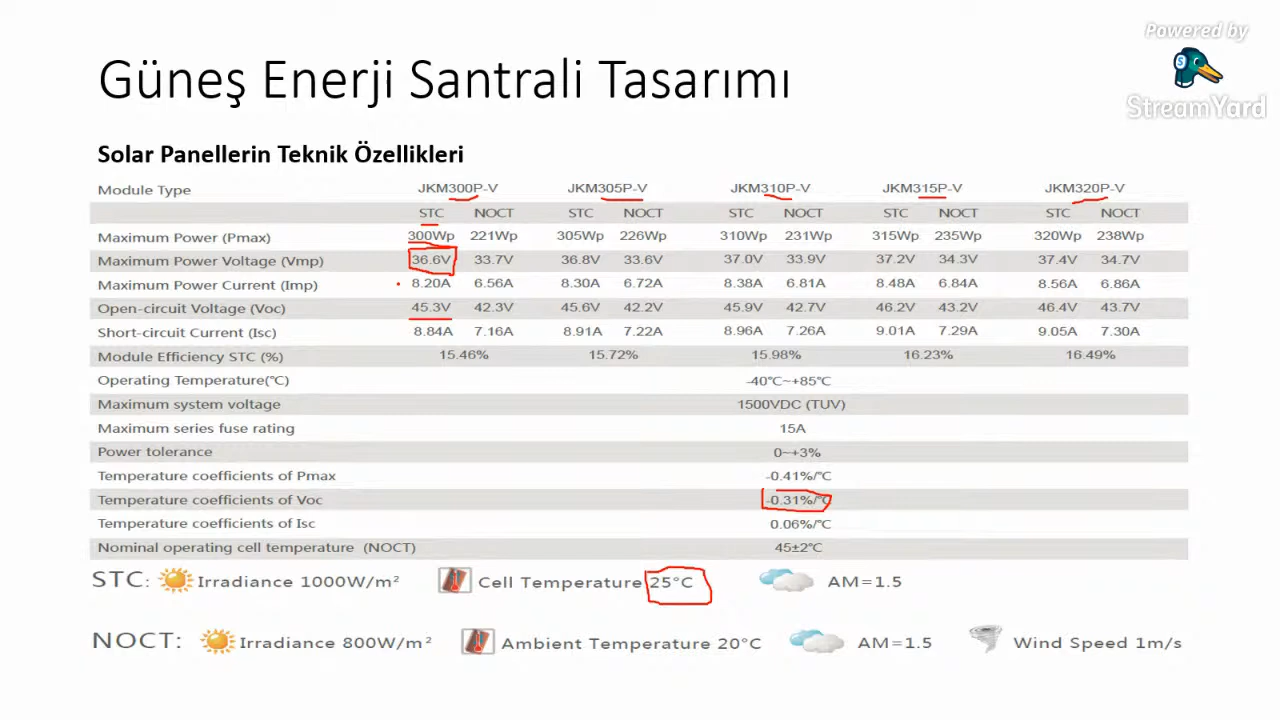 Powered by
StreamYard
Güneş Enerji Santrali Tasarımı
Solar Panellerin Teknik Özellikleri
Module Type JKM300P-V JKM305P-V JKM310P-V JKM315P-V JKM320P-V
STC NOCT STC NOCT STC NOCT STC NOCT STC NOCT
Maximum Power (Pmax) 300Wp 221Wp 305Wp 226Wp 310Wp 231Wp 315Wp 235Wp 320Wp 238Wp
Maximum Power Voltage (Vmp) 36.6V 33.7V 36.8V 33.6V 37.0V 33.9V 37.2V 34.3V 37.4V 34.7V
Maximum Power Current (Imp) 8.20A 6.56A 8.30A 6.72A 8.38A 6.81A 8.48A 6.84A 8.56A 6.86A
Open-circuit Voltage (Voc) 45.3V 42.3V 45.6V 42.2V 45.9V 42.7V 46.2V 43.2V 46.4V 43.7V
Short-circuit Current (Isc) 8.84A 7.16A 8.91A 7.22A 8.96A 7.26A 9.01A 7.29A 9.05A 7.30A
Module Efficiency STC (%) 15.46% 15.72% 15.98% 16.23% 16.49%
Operating Temperature(℃) -40℃~+85℃
Maximum system voltage 1500VDC (TUV)
Maximum series fuse rating 15A
Power tolerance 0~+3%
Temperature coefficients of Pmax -0.41%/℃
Temperature coefficients of Voc -0.31%/℃
Temperature coefficients of Isc 0.06%/℃
Nominal operating cell temperature (NOCT) 45±2℃
STC: Irradiance 1000W/m² Cell Temperature 25°C AM=1.5
NOCT: Irradiance 800W/m² Ambient Temperature 20°C AM=1.5 Wind Speed 1m/s